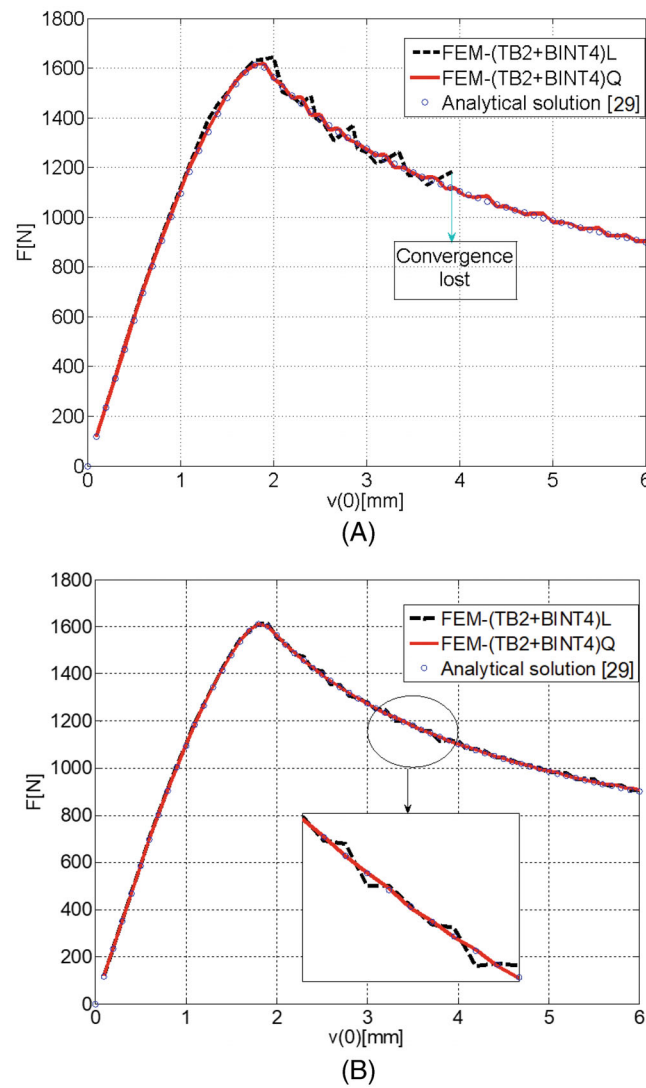 1800
1600
1400
1200
1000
800
600
400
200
0
F[N]
FEM-(TB2+BINT4)L
FEM-(TB2+BINT4)Q
Analytical solution [29]
Convergence
lost
0 1 2 3 4 5 6
v(0)[mm]
(A)
1800
1600
1400
1200
1000
800
600
400
200
0
F[N]
FEM-(TB2+BINT4)L
FEM-(TB2+BINT4)Q
Analytical solution [29]
0 1 2 3 4 5 6
v(0)[mm]
(B)